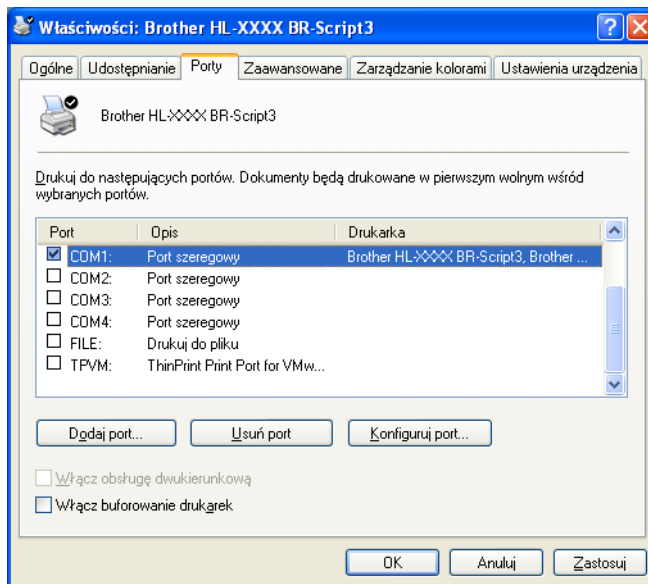 Właściwości: Brother HL-XXXX BR-Script3
Ogólne Udostępnianie Porty Zaawansowane Zarządzanie kolorami Ustawienia urządzenia
Brother HL-XXXX BR-Script3
Drukuj do następujących portów. Dokumenty będą drukowane w pierwszym wolnym wśród
wybranych portów.
Port Opis Drukarka
COM1: Port szeregowy Brother HL-XXXX BR-Script3, Brother ...
COM2: Port szeregowy
COM3: Port szeregowy
COM4: Port szeregowy
FILE: Drukuj do pliku
TPVM: ThinPrint Print Port for VMw...
Dodaj port... Usuń port Konfiguruj port...
Włącz obsługę dwukierunkową
Włącz buforowanie drukarek
OK Anuluj Zastosuj